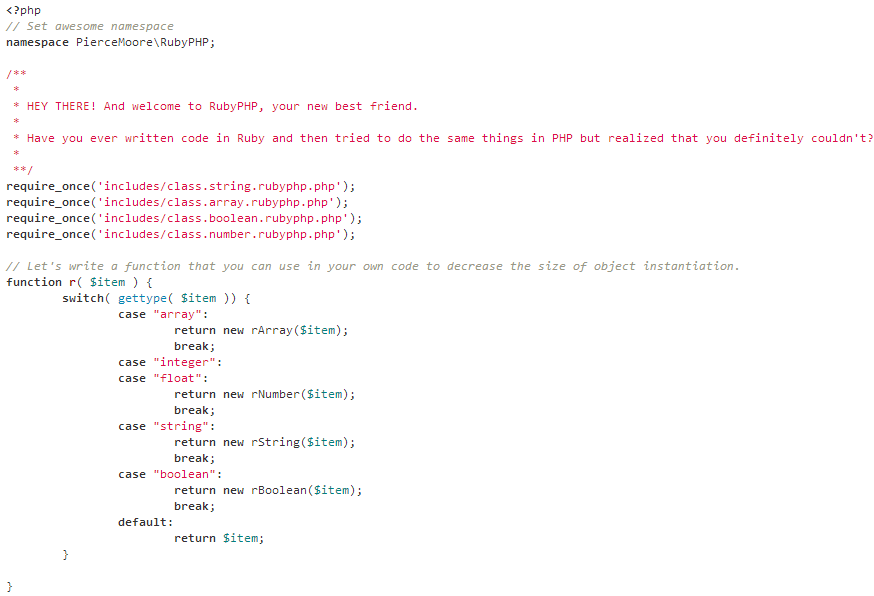 <?php
// Set awesome namespace
namespace PierceMoore\RubyPHP;

/**
 *
 * HEY THERE! And welcome to RubyPHP, your new best friend.
 *
 * Have you ever written code in Ruby and then tried to do the same things in PHP but realized that you definitely couldn't?
 *
 **/
require_once('includes/class.string.rubyphp.php');
require_once('includes/class.array.rubyphp.php');
require_once('includes/class.boolean.rubyphp.php');
require_once('includes/class.number.rubyphp.php');

// Let's write a function that you can use in your own code to decrease the size of object instantiation.
function r( $item ) {
        switch( gettype( $item )) {
                case "array":
                        return new rArray($item);
                        break;
                case "integer":
                case "float":
                        return new rNumber($item);
                        break;
                case "string":
                        return new rString($item);
                        break;
                case "boolean":
                        return new rBoolean($item);
                        break;
                default:
                        return $item;
        }

}